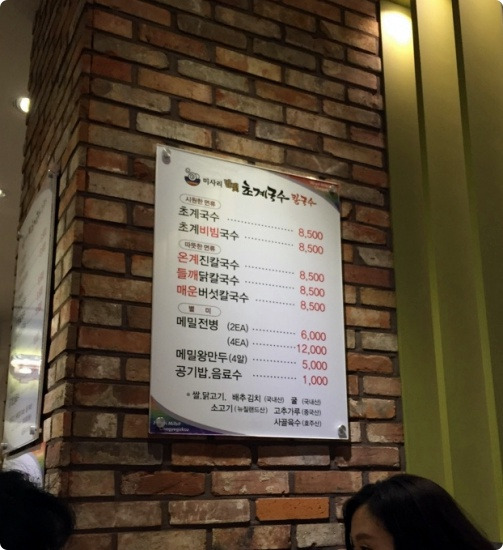 미사리 밀빛 초계국수 칼국수
시원한 면류
초계국수 8,500
초계비빔국수 8,500
따뜻한 면류
온계진칼국수 8,500
들깨닭칼국수 8,500
매운버섯칼국수 8,500
별 미
메밀전병 (2EA) 6,000
(4EA) 12,000
메밀왕만두(4알) 5,000
공기밥,음료수 1,000
* 쌀,닭고기, 배추김치 (국내산) 굴 (국내산)
소고기 (뉴질랜드산) 고추가루 (중국산)
사골육수 (호주산)